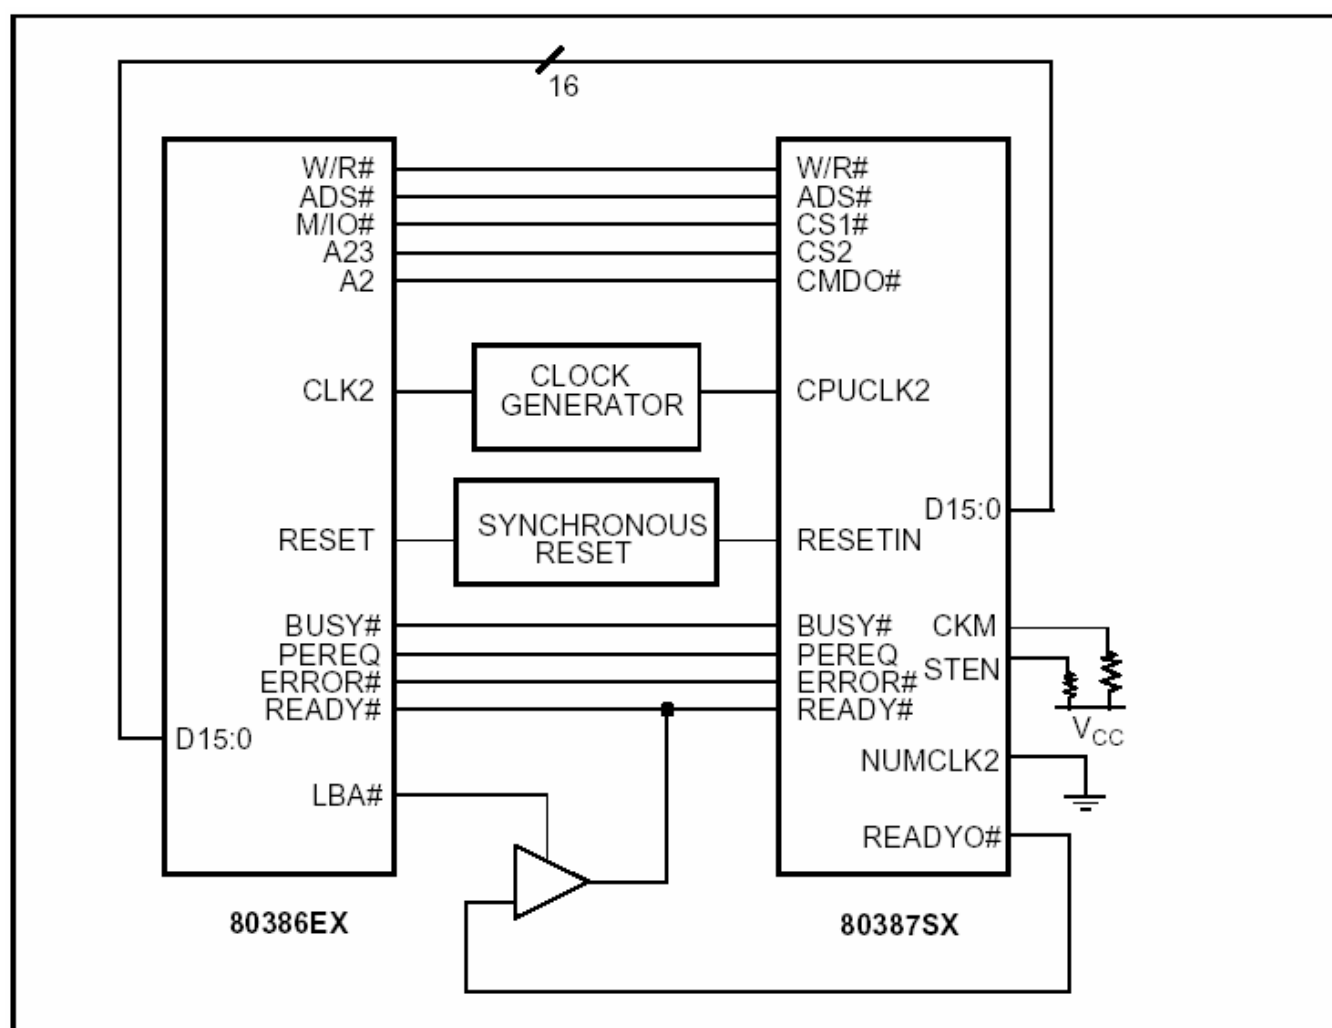 16
W/R#
ADS#
M/IO#
A23
A2
CLK2
RESET
BUSY#
PEREQ
ERROR#
READY#
D15:0
LBA#
80386EX
CLOCK
GENERATOR
SYNCHRONOUS
RESET
W/R#
ADS#
CS1#
CS2
CMDO#
CPUCLK2
D15:0
RESETIN
BUSY#
PEREQ
ERROR#
READY#
CKM
STEN
VCC
NUMCLK2
READYO#
80387SX